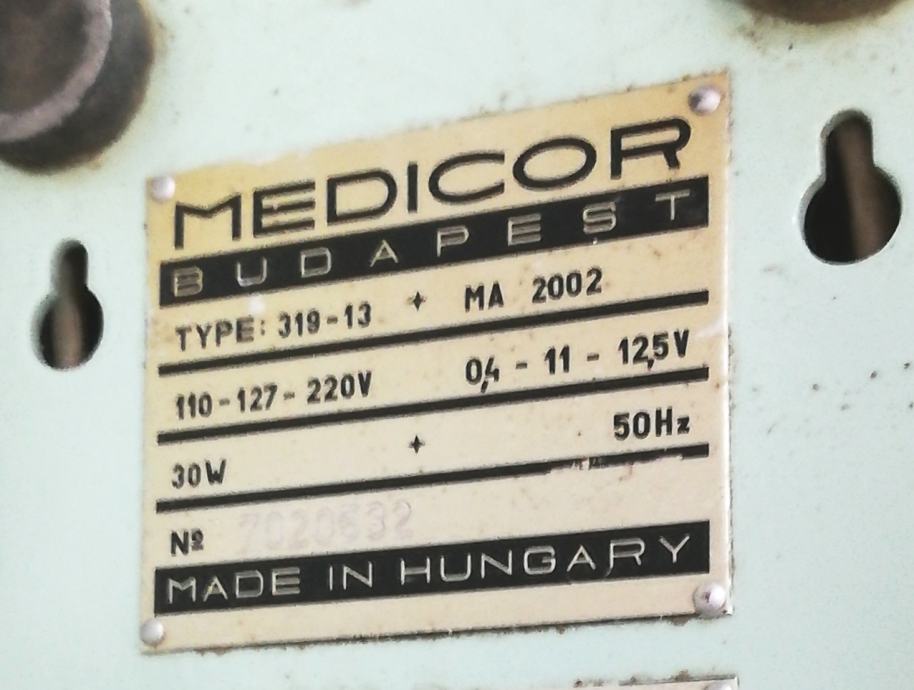 MEDICOR
BUDAPEST
TYPE: 319-13 + MA 2002
110-127-220V 0,4 - 11 - 12,5V
30W + 50Hz
Nº 7020632
MADE IN HUNGARY